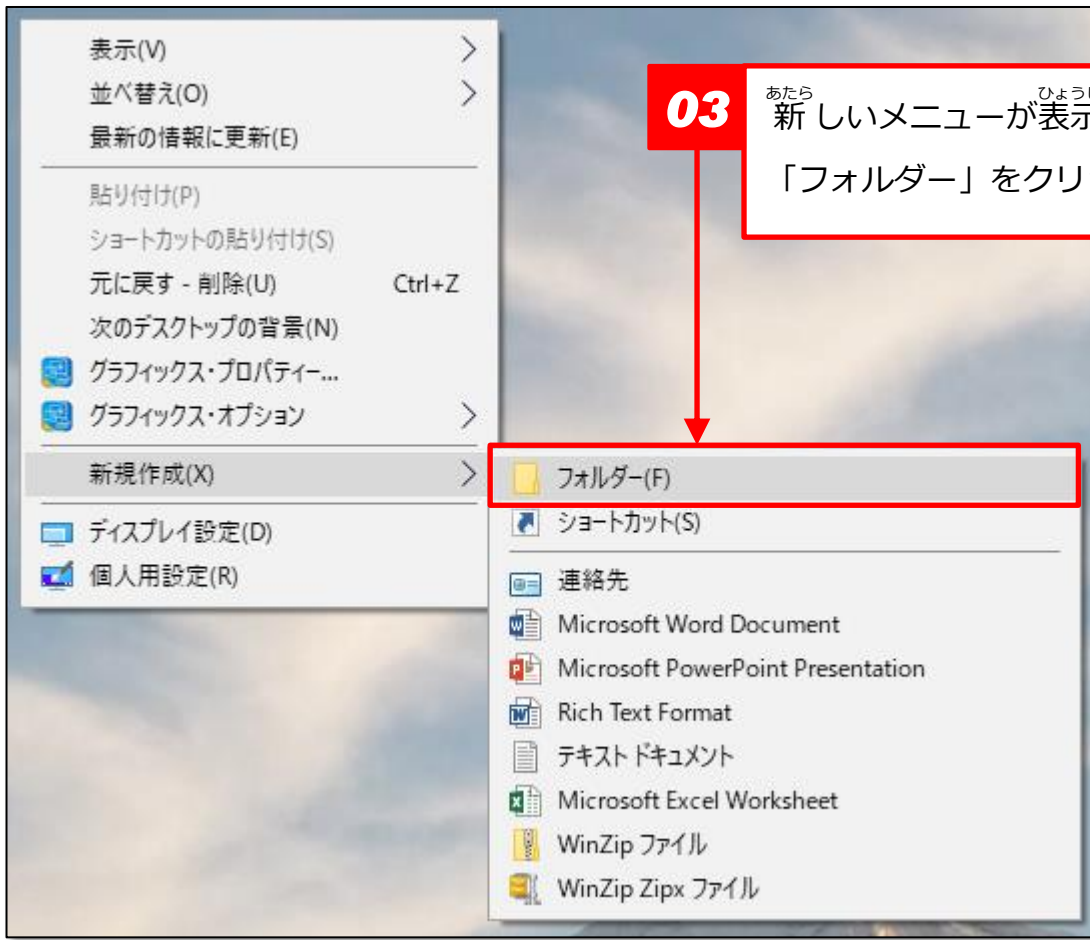 表示(V)
並べ替え(O)
最新の情報に更新(E)
貼り付け(P)
ショートカットの貼り付け(S)
元に戻す - 削除(U) Ctrl+Z
次のデスクトップの背景(N)
グラフィックス・プロパティー...
グラフィックス・オプション
新規作成(X)
ディスプレイ設定(D)
個人用設定(R)
03
あたら
新しいメニューが表示
「フォルダー」をクリ
フォルダー(F)
ショートカット(S)
連絡先
Microsoft Word Document
Microsoft PowerPoint Presentation
Rich Text Format
テキスト ドキュメント
Microsoft Excel Worksheet
WinZip ファイル
WinZip Zipx ファイル